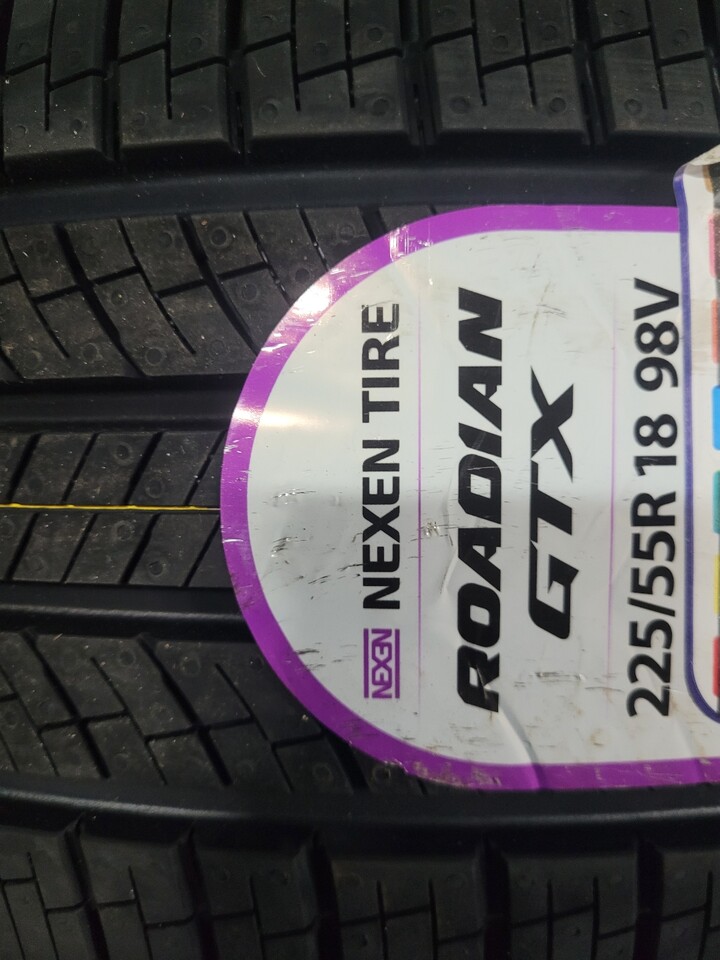 NEXEN NEXEN TIRE
ROADIAN
GTX
225/55R 18 98V